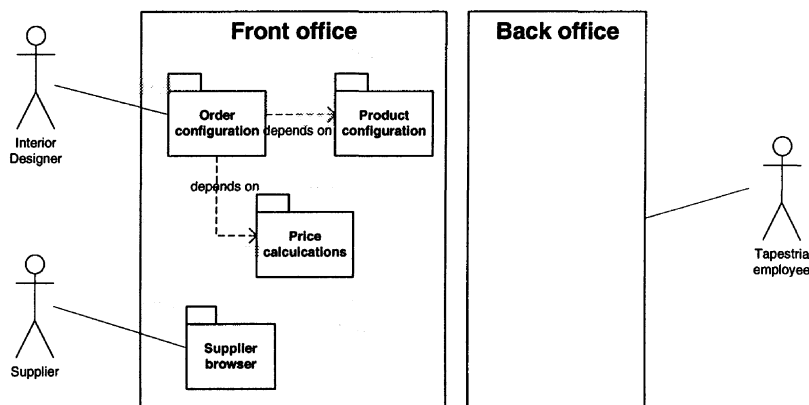 Front office
Back office
Order
configuration
depends on
Product
configuration
Interior
Designer
depends on
Price
calculcations
Tapestria
employee
Supplier
browser
Supplier